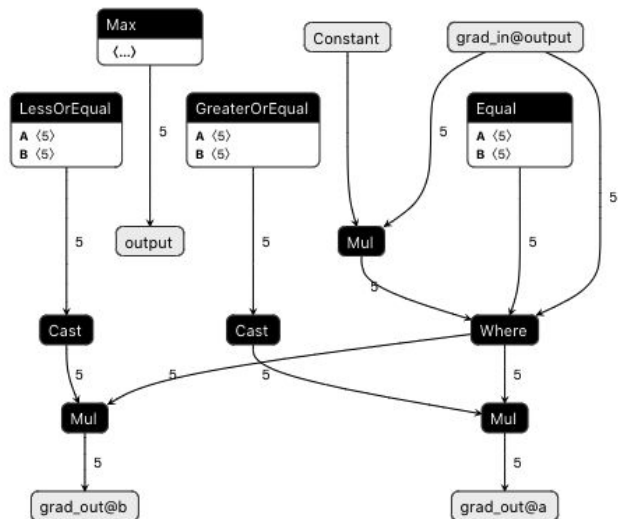 Max
⟨…⟩
Constant
grad_in@output
LessOrEqual
A ⟨5⟩
B ⟨5⟩
5
GreaterOrEqual
A ⟨5⟩
B ⟨5⟩
5
Equal
A ⟨5⟩
B ⟨5⟩
5
5
output
5
Mul
5
5
5
Cast
Cast
Where
5
5
5
5
Mul
Mul
5
5
grad_out@b
grad_out@a